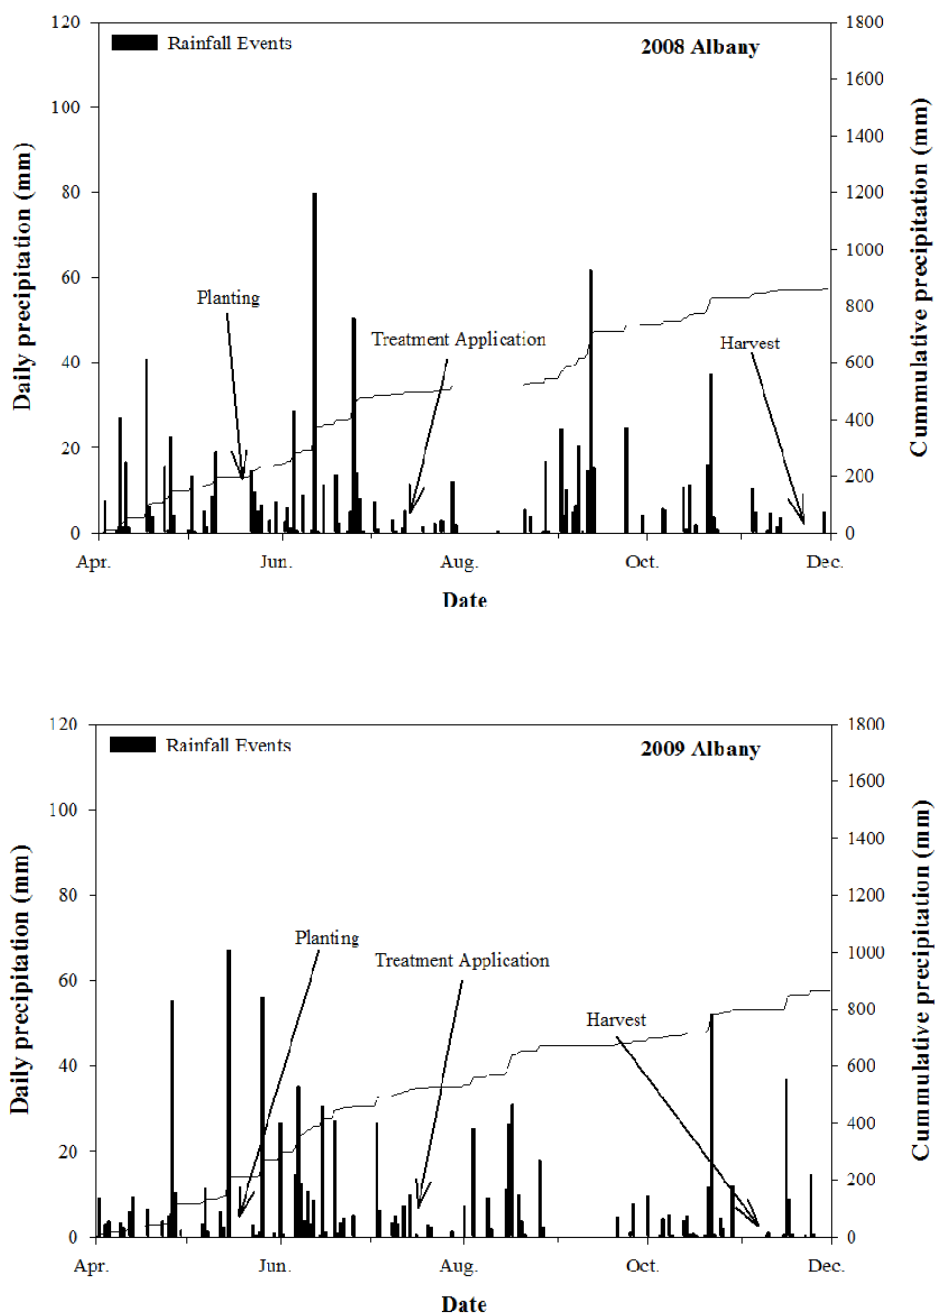 120
1800
Rainfall Events
2008 Albany
1600
100
1400
80
1200
1000
60
Planting
800
Treatment Application
Harvest
40
600
400
20
200
0
0
Apr.
Jun.
Aug.
Oct.
Dec.
Date
Daily precipitation (mm)
Cummulative precipitation (mm)
120
1800
Rainfall Events
2009 Albany
1600
100
1400
80
1200
Planting
1000
Treatment Application
60
Harvest
800
40
600
400
20
200
0
0
Apr.
Jun.
Aug.
Oct.
Dec.
Date
Daily precipitation (mm)
Cummulative precipitation (mm)